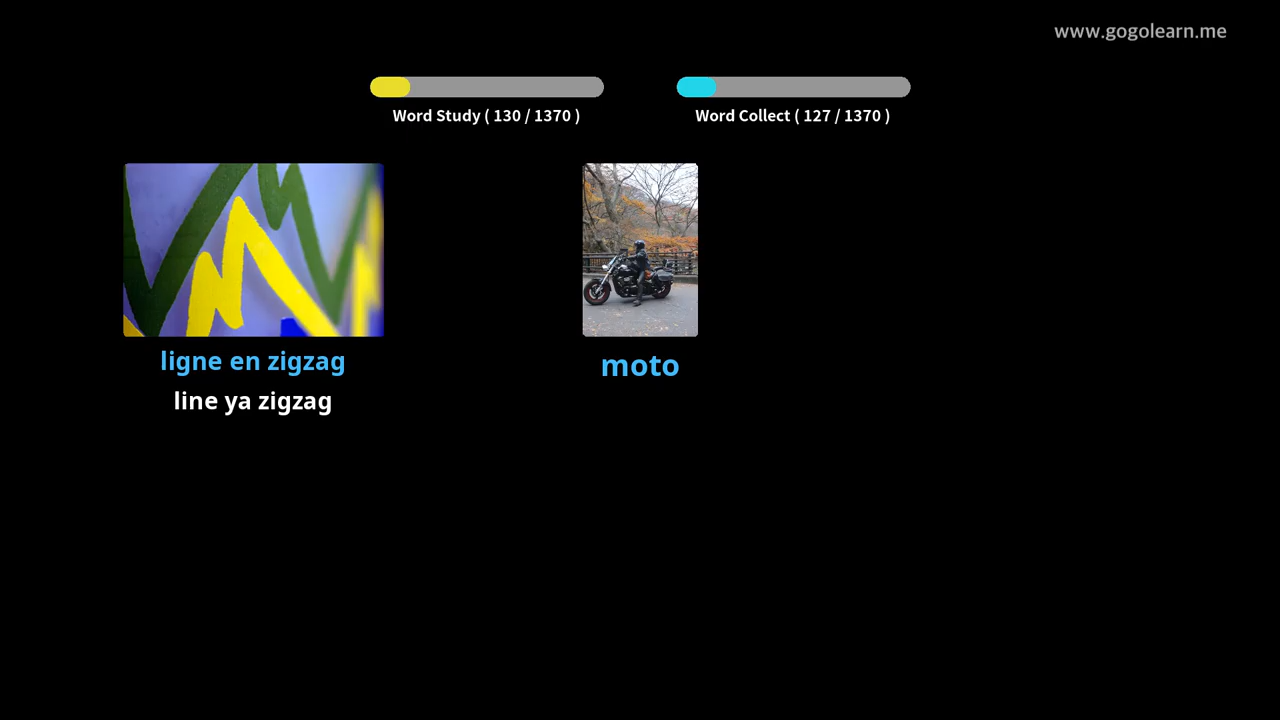 www.gogolearn.me
Word Study ( 130 / 1370 )
Word Collect ( 127 / 1370 )
ligne en zigzag
line ya zigzag
moto